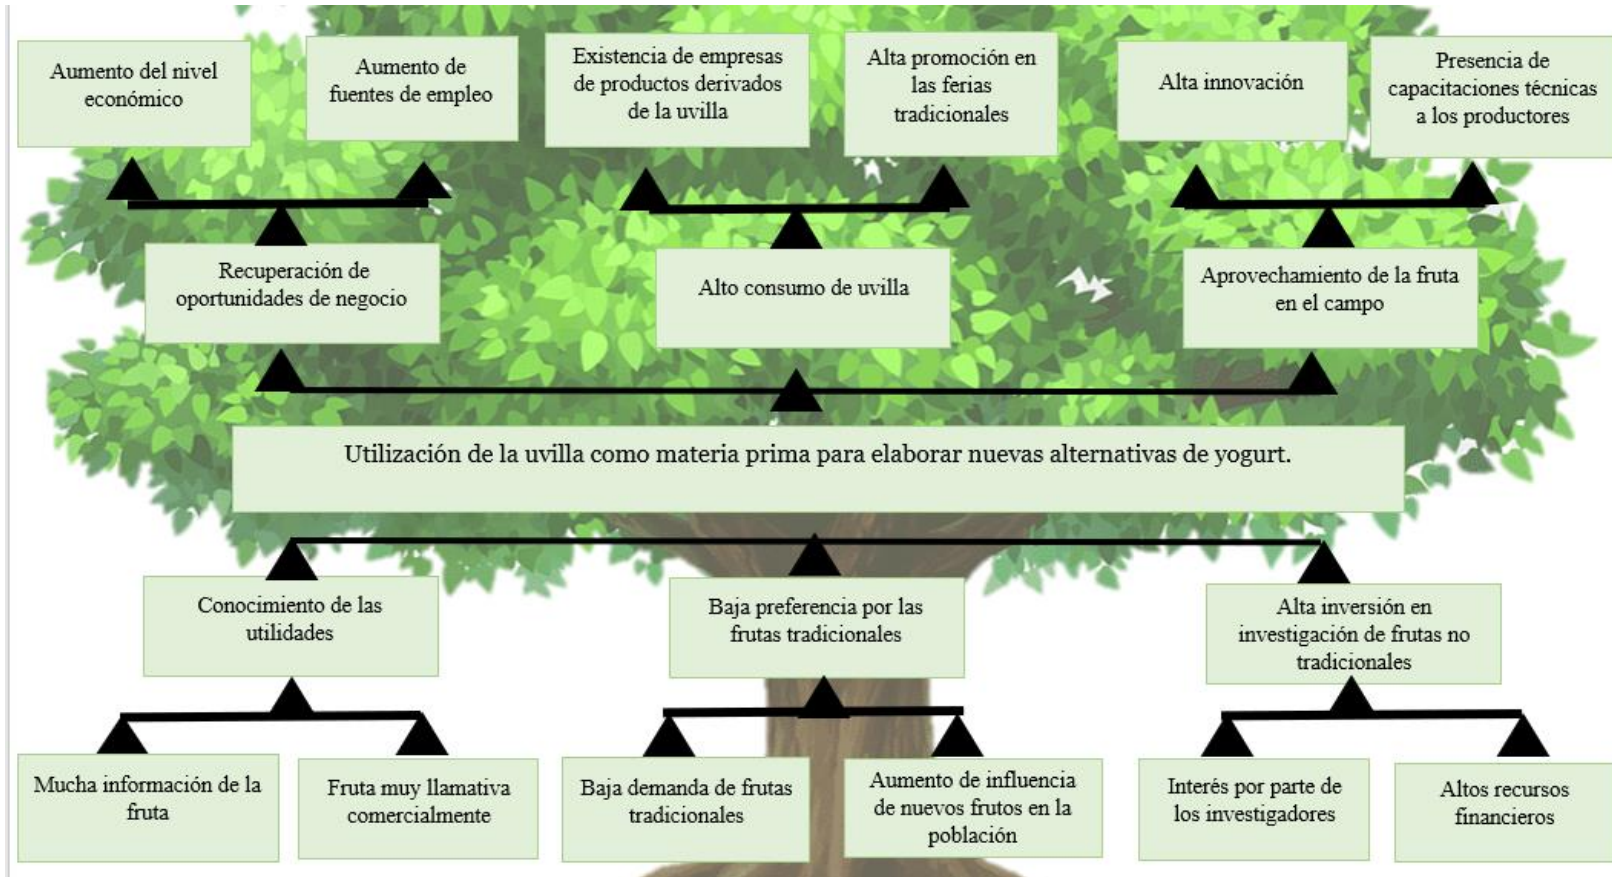 Aumento del nivel
económico
Aumento de
fuentes de empleo
Existencia de empresas
de productos derivados
de la uvilla
Alta promoción en
las ferias
tradicionales
Alta innovación
Presencia de
capacitaciones técnicas
a los productores
Recuperación de
oportunidades de negocio
Alto consumo de uvilla
Aprovechamiento de la fruta
en el campo
Utilización de la uvilla como materia prima para elaborar nuevas alternativas de yogurt.
Conocimiento de las
utilidades
Baja preferencia por las
frutas tradicionales
Alta inversión en
investigación de frutas no
tradicionales
Mucha información de la
fruta
Fruta muy llamativa
comercialmente
Baja demanda de frutas
tradicionales
Aumento de influencia
de nuevos frutos en la
población
Interés por parte de
los investigadores
Altos recursos
financieros